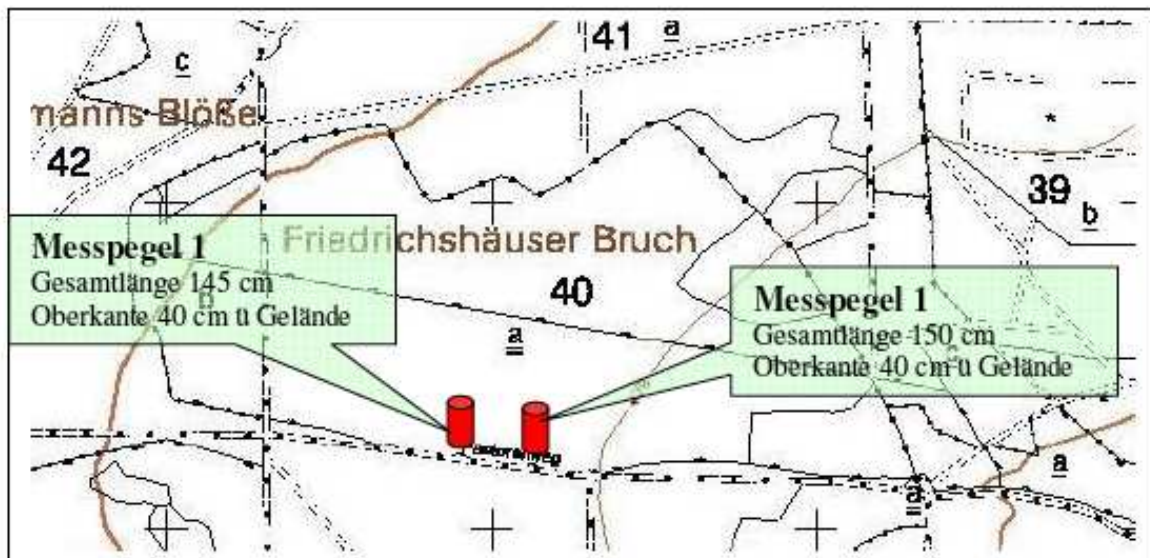 41
a
c
manns Blöße
42
39
b
Messpegel 1
Gesamtlänge 145 cm
Oberkante 40 cm ü Gelände
Friedrichshäuser Bruch
40
a
Messpegel 1
Gesamtlänge 150 cm
Oberkante 40 cm ü Gelände
a
a